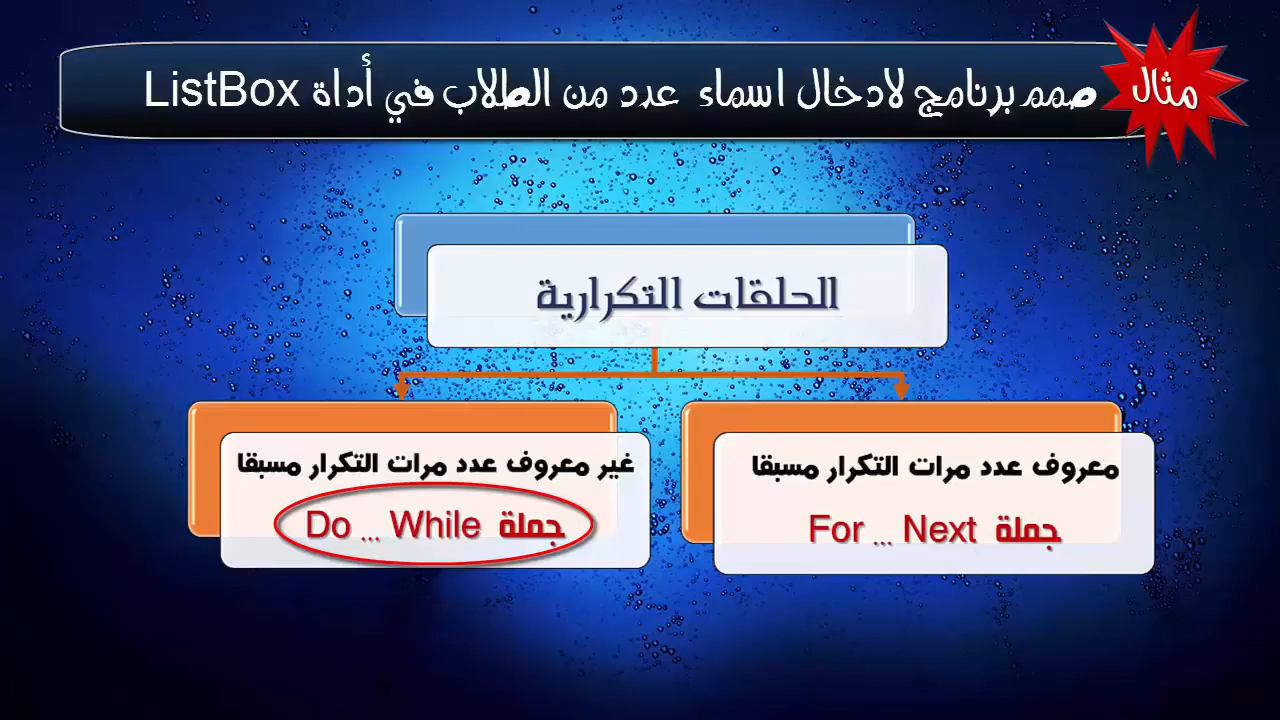 مثال
صمم برنامج لادخال اسماء عدد من الطلاب في أداة ListBox
الحلقات التكرارية
معروف عدد مرات التكرار مسبقا
جملة For ... Next
غير معروف عدد مرات التكرار مسبقا
جملة Do ... While